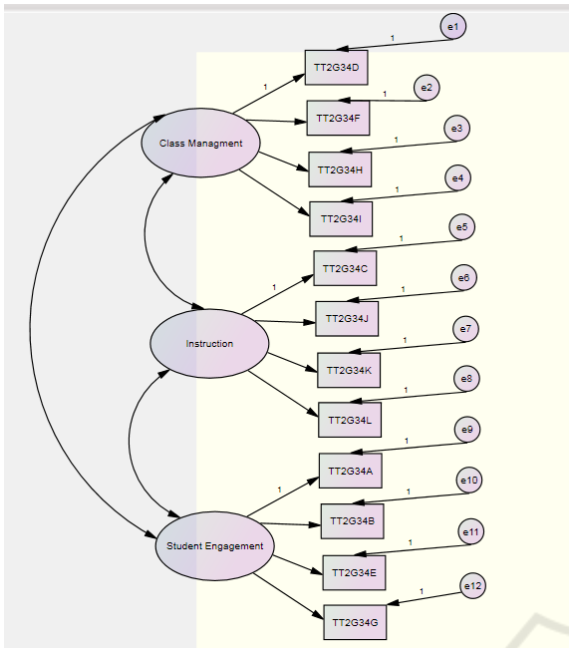 e1
1
TT2G34D
1
e2
1
TT2G34F
Class Managment
e3
1
TT2G34H
e4
1
TT2G34I
e5
1
TT2G34C
1
e6
1
TT2G34J
Instruction
e7
1
TT2G34K
e8
1
TT2G34L
e9
1
TT2G34A
1
e10
1
TT2G34B
Student Engagement
e11
1
TT2G34E
e12
1
TT2G34G